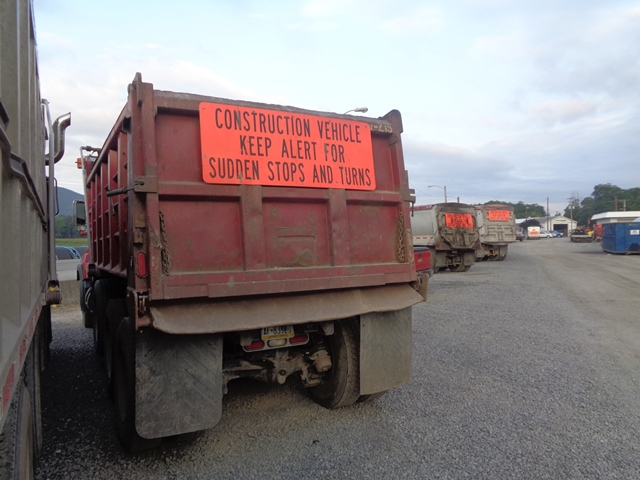 CONSTRUCTION VEHICLE
KEEP ALERT FOR
SUDDEN STOPS AND TURNS